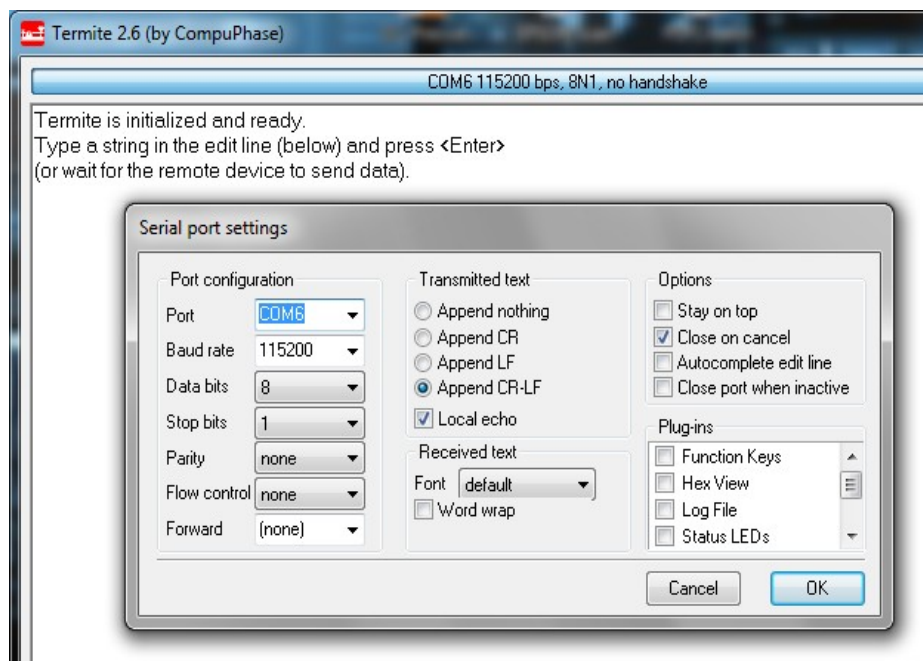 Termite 2.6 (by CompuPhase)
COM6 115200 bps, 8N1, no handshake
Termite is initialized and ready.
Type a string in the edit line (below) and press <Enter>
(or wait for the remote device to send data).
Serial port settings
Port configuration
Port COM6
Baud rate 115200
Data bits 8
Stop bits 1
Parity none
Flow control none
Forward (none)
Transmitted text
Append nothing
Append CR
Append LF
Append CR-LF
Local echo
Received text
Font default
Word wrap
Options
Stay on top
Close on cancel
Autocomplete edit line
Close port when inactive
Plug-ins
Function Keys
Hex View
Log File
Status LEDs
Cancel OK